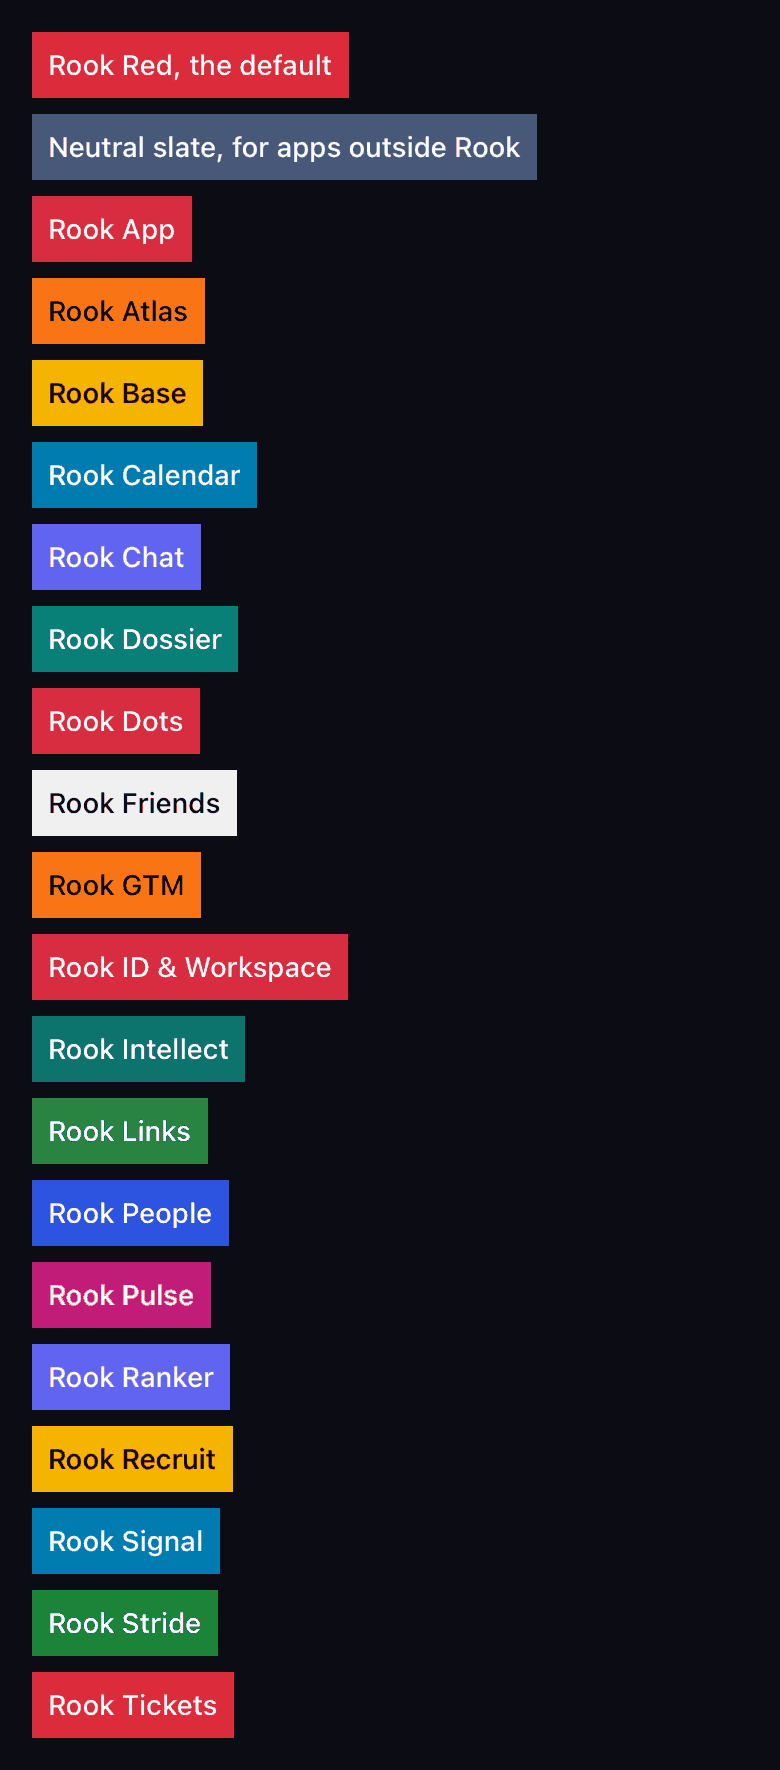 Rook Red, the default
Neutral slate, for apps outside Rook
Rook App
Rook Atlas
Rook Base
Rook Calendar
Rook Chat
Rook Dossier
Rook Dots
Rook Friends
Rook GTM
Rook ID & Workspace
Rook Intellect
Rook Links
Rook People
Rook Pulse
Rook Ranker
Rook Recruit
Rook Signal
Rook Stride
Rook Tickets